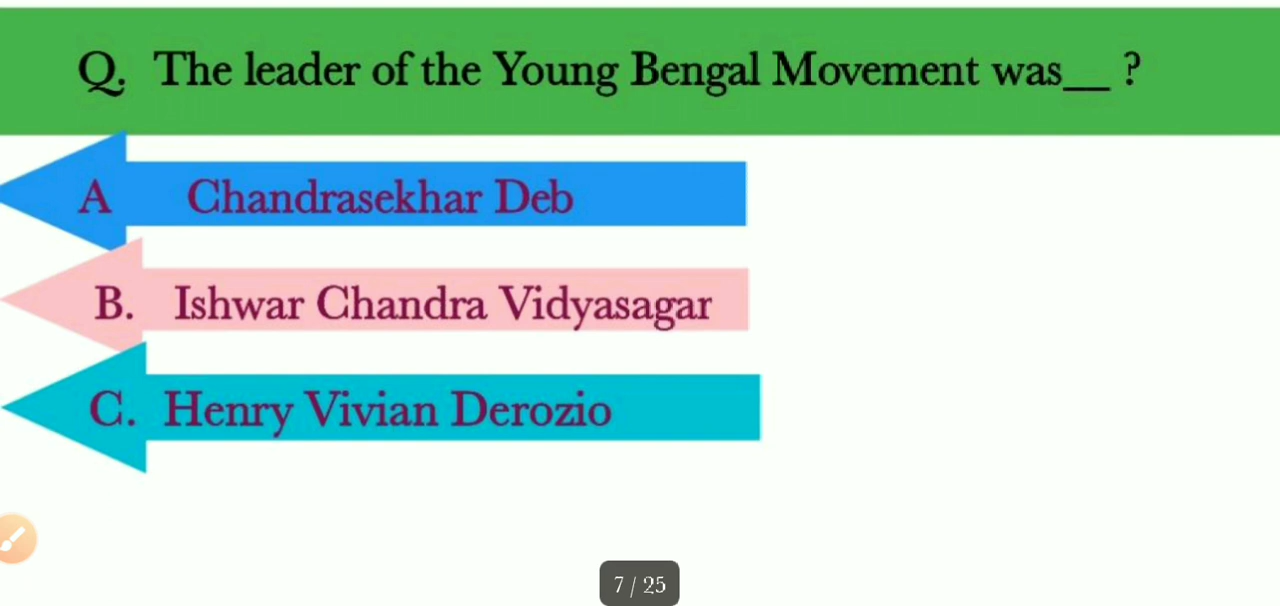 Q. The leader of the Young Bengal Movement was__ ?
A Chandrasekhar Deb
B. Ishwar Chandra Vidyasagar
C. Henry Vivian Derozio
7 / 25